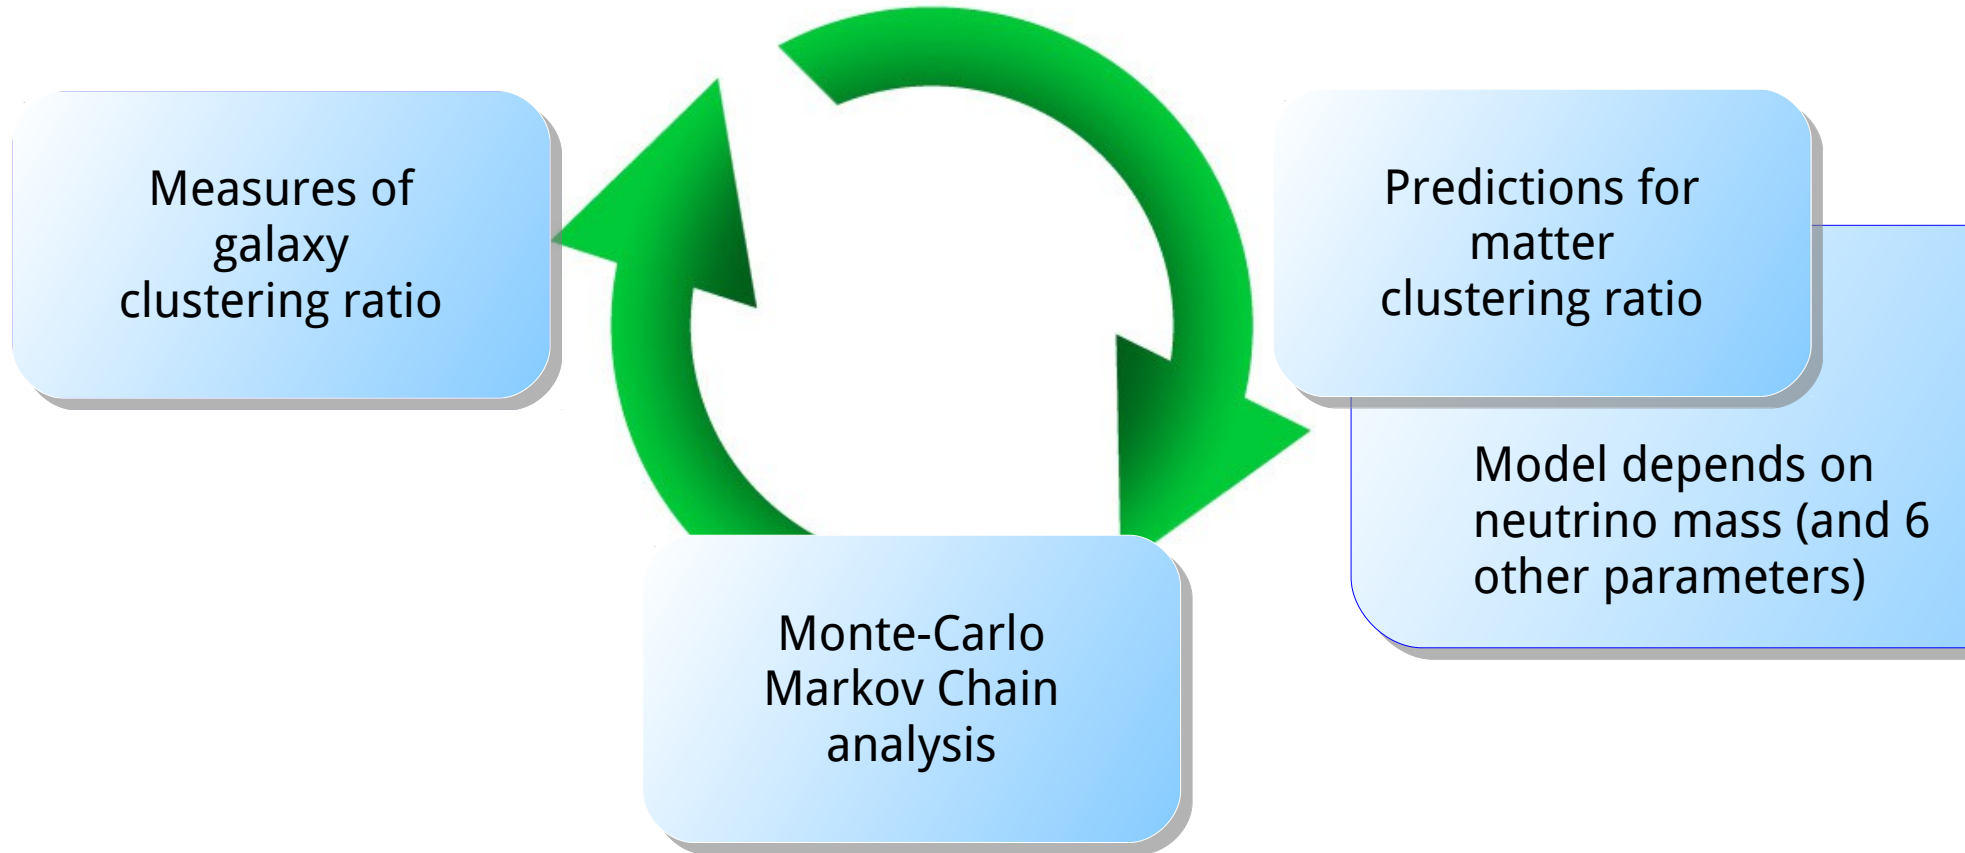 Measures of
galaxy
clustering ratio
Predictions for
matter
clustering ratio
Model depends on
neutrino mass (and 6
other parameters)
Monte-Carlo
Markov Chain
analysis